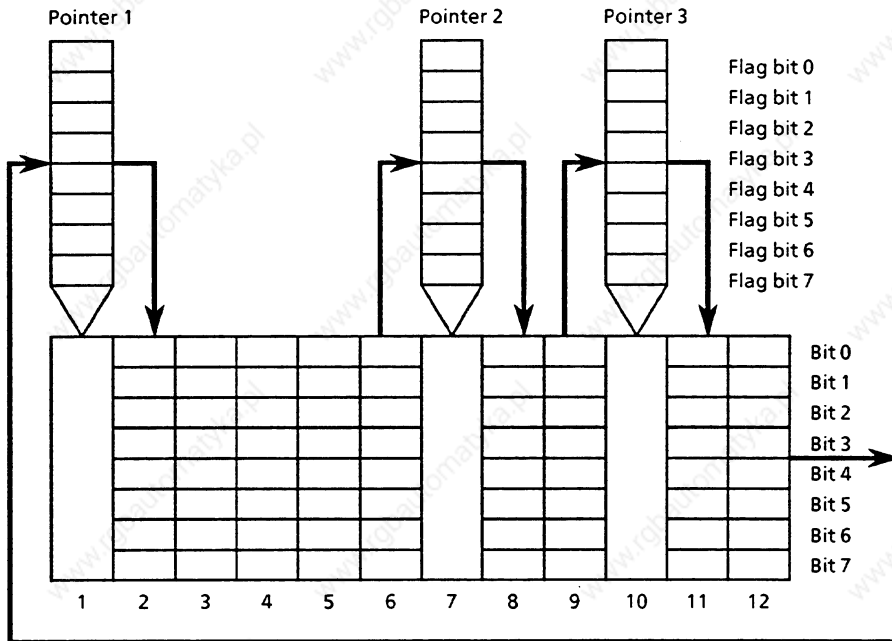 Pointer 1
Pointer 2
Pointer 3
Flag bit 0
Flag bit 1
Flag bit 2
Flag bit 3
Flag bit 4
Flag bit 5
Flag bit 6
Flag bit 7
Bit 0
Bit 1
Bit 2
Bit 3
Bit 4
Bit 5
Bit 6
Bit 7
1 2 3 4 5 6 7 8 9 10 11 12
www.rgbautomatyka.pl